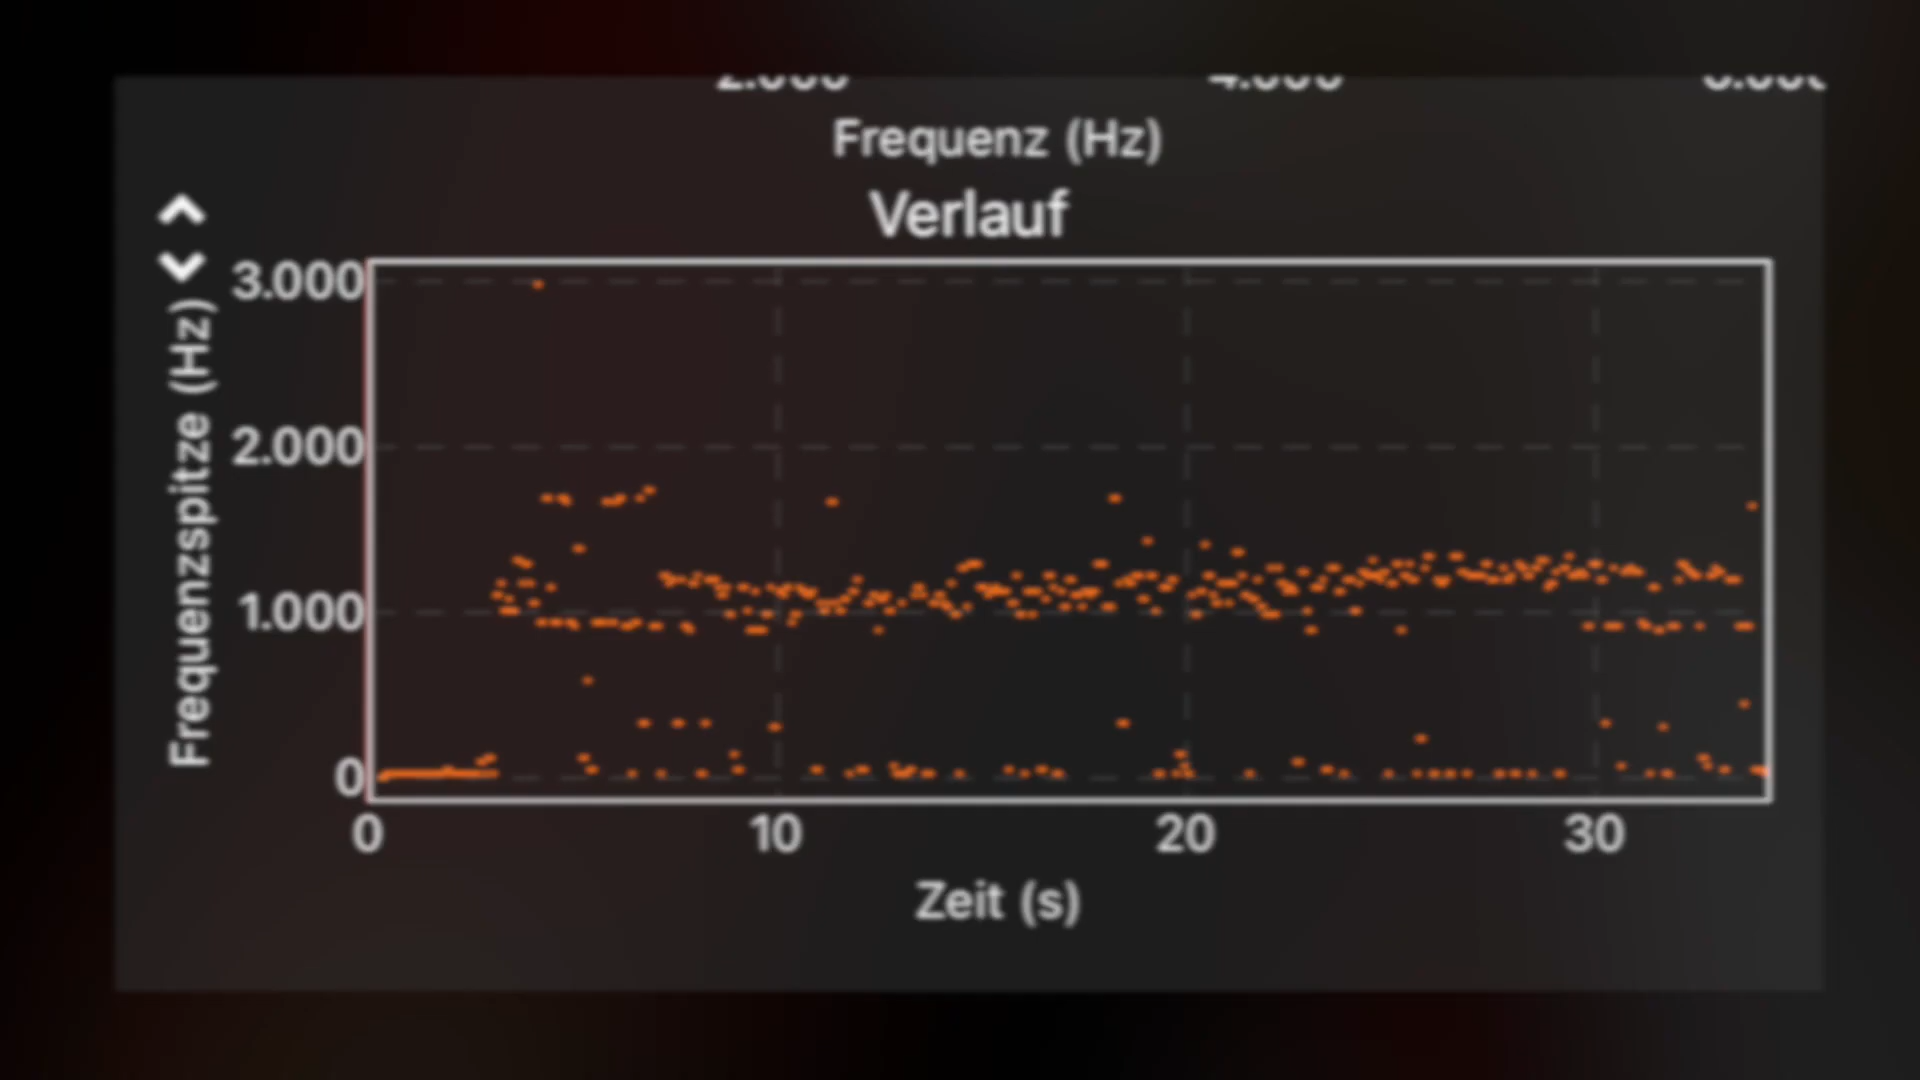 Frequenz (Hz)
Verlauf
Frequenzspitze (Hz)
3.000
2.000
1.000
0
0 10 20 30
Zeit (s)